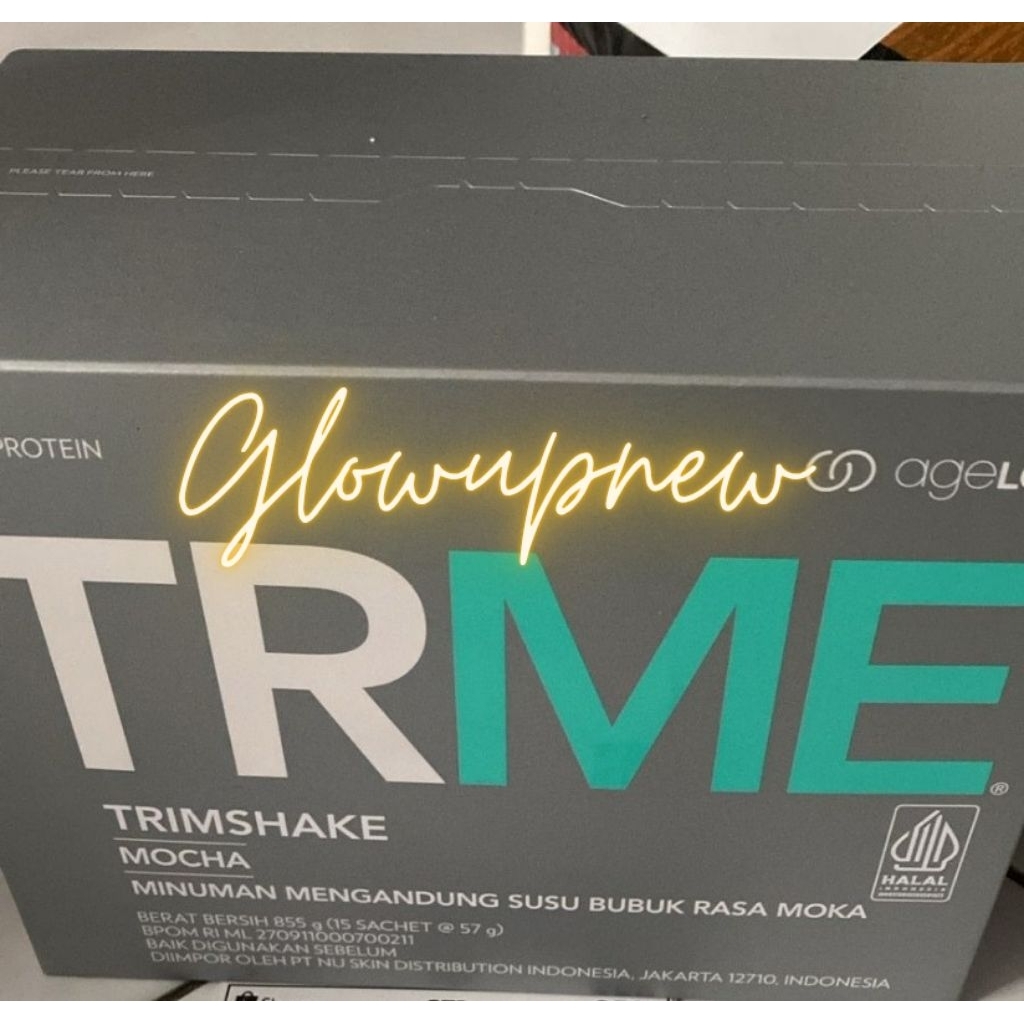 PLEASE TEAR FROM HERE
PROTEIN
Glowupnew
ageL
TRME®
TRIMSHAKE
MOCHA
MINUMAN MENGANDUNG SUSU BUBUK RASA MOKA
BERAT BERSIH 855 g (15 SACHET @ 57 g)
BPOM RI ML 270911000700211
BAIK DIGUNAKAN SEBELUM
DIIMPOR OLEH PT NU SKIN DISTRIBUTION INDONESIA, JAKARTA 12710, INDONESIA
HALAL
INDONESIA